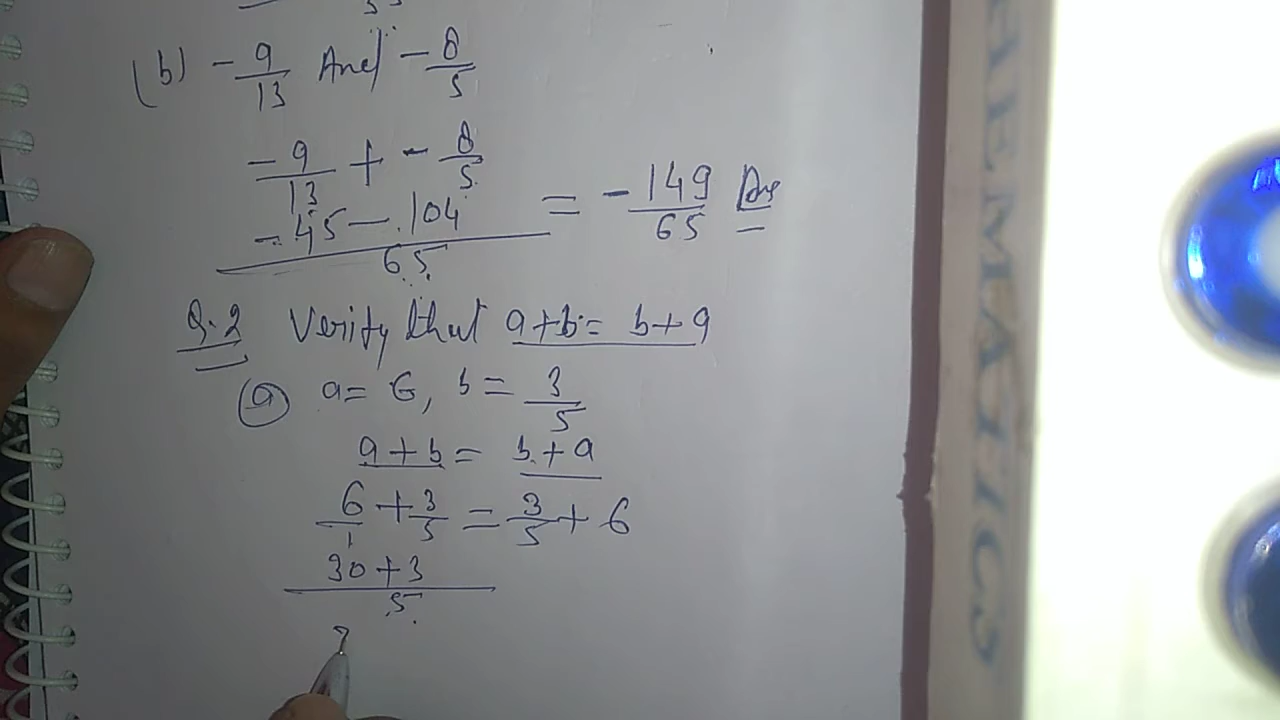 (b) - 9/13 And - 8/5
- 9/13 + - 8/5
- 45 - 104 / 65 = - 149/65 Ans
Q.2 Verify that a+b = b+a
(a) a = 6, b = 3/5
a + b = b + a
6/1 + 3/5 = 3/5 + 6
30 + 3 / 5
MATICS